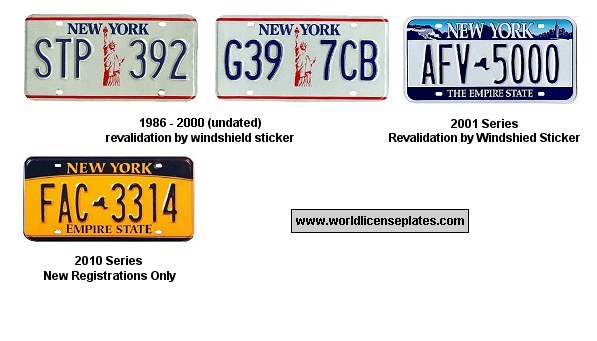 NEW YORK
STP 392
NEW YORK
G39 7CB
1986 - 2000 (undated)
revalidation by windshield sticker
NEW YORK
AFV 5000
THE EMPIRE STATE
2001 Series
Revalidation by Windshied Sticker
NEW YORK
FAC 3314
EMPIRE STATE
2010 Series
New Registrations Only
www.worldlicenseplates.com